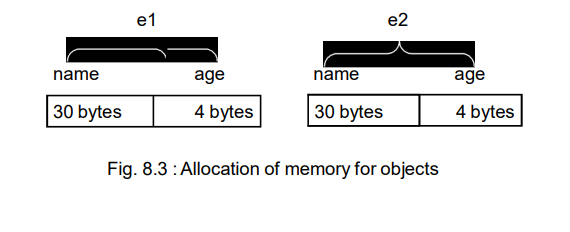 e1 e2
name age name age
30 bytes 4 bytes 30 bytes 4 bytes
Fig. 8.3 : Allocation of memory for objects